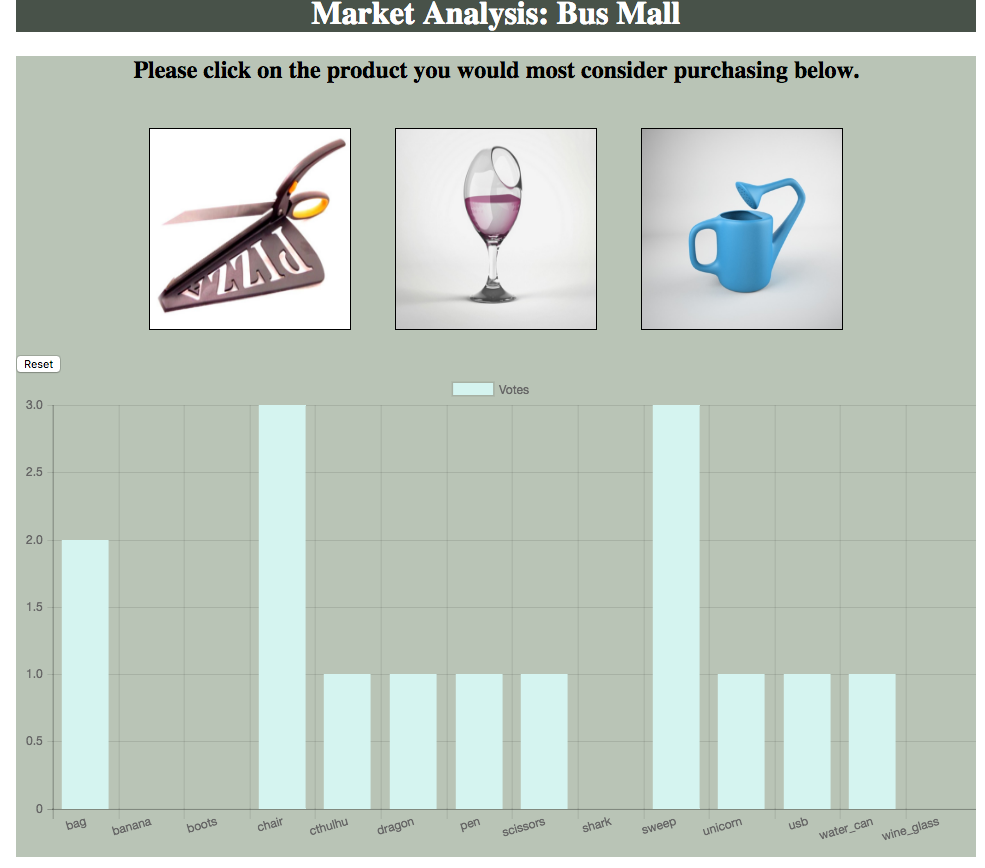 Market Analysis: Bus Mall
Please click on the product you would most consider purchasing below.
PIZZA
Reset
Votes
3.0
2.5
2.0
1.5
1.0
0.5
0
bag banana boots chair cthulhu dragon pen scissors shark sweep unicorn usb water_can wine_glass